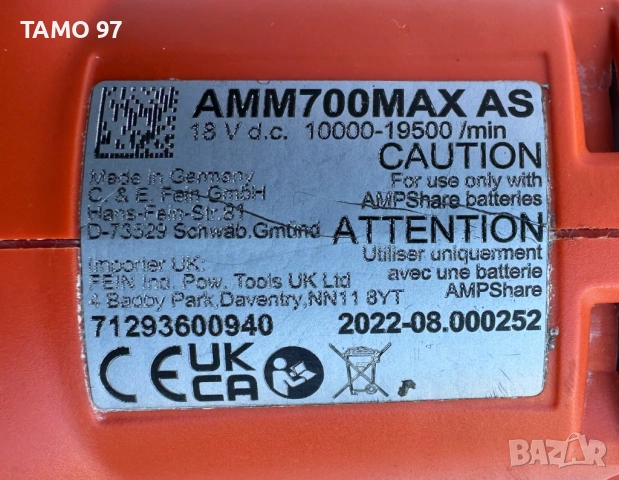 TAMO 97
AMM700MAX AS
18 V d.c. 10000-19500 /min
CAUTION
For use only with
AMPShare batteries
ATTENTION
Utiliser uniquement
avec une batterie
AMPShare
Made in Germany
C. & E. Fein GmbH
Hans-Fein-Str.81
D-73529 Schwäb.Gmünd
Importer UK:
FEIN Ind. Pow. Tools UK Ltd
4 Badby Park,Daventry,NN11 8YT
71293600940
2022-08.000252
CE
UK
CA
BAZAR